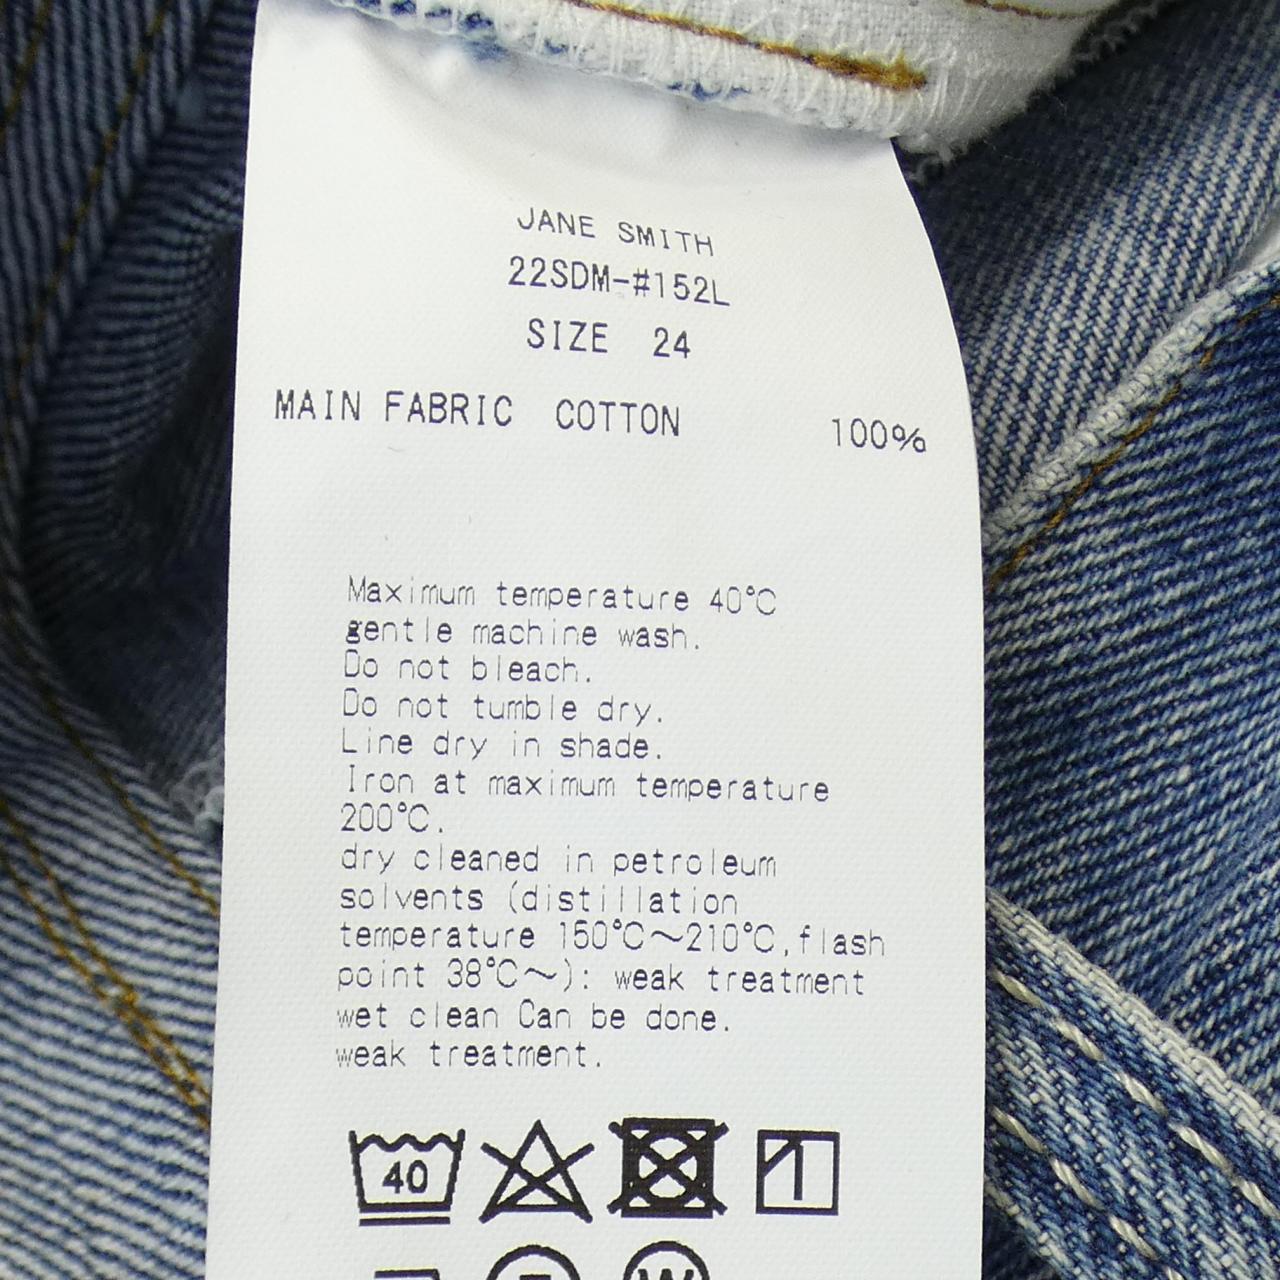 JANE SMITH
22SDM-#152L
SIZE 24
MAIN FABRIC COTTON 100%
Maximum temperature 40℃
gentle machine wash.
Do not bleach.
Do not tumble dry.
Line dry in shade.
Iron at maximum temperature
200℃.
dry cleaned in petroleum
solvents (distillation
temperature 150℃～210℃,flash
point 38℃～): weak treatment
wet clean Can be done.
weak treatment.
40